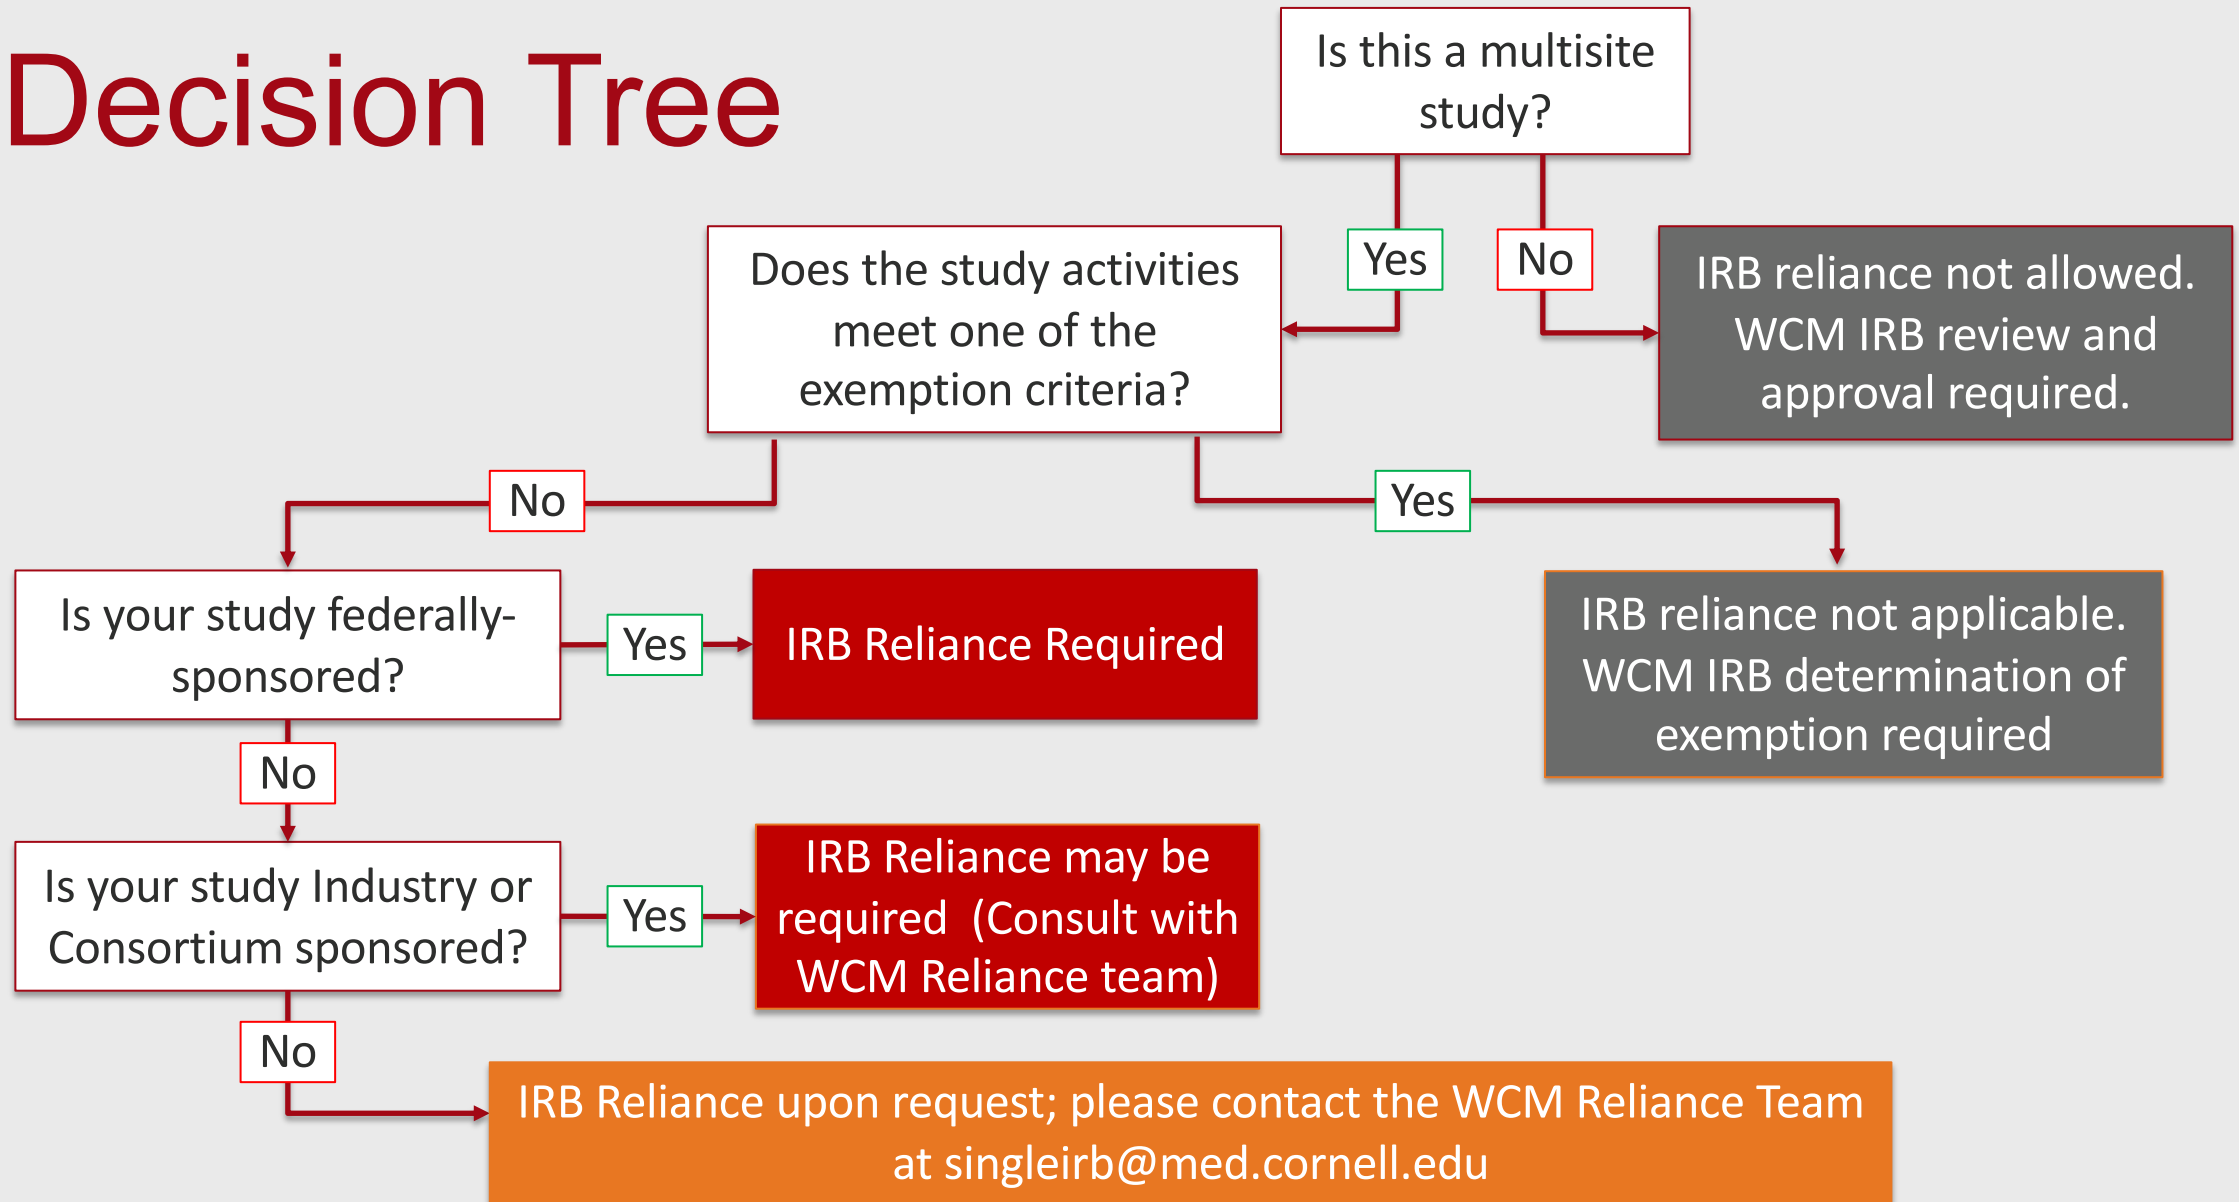 Decision Tree
Is this a multisite
study?
Yes
No
Does the study activities
meet one of the
exemption criteria?
IRB reliance not allowed.
WCM IRB review and
approval required.
No
Yes
Is your study federally-
sponsored?
Yes
IRB Reliance Required
IRB reliance not applicable.
WCM IRB determination of
exemption required
No
Is your study Industry or
Consortium sponsored?
Yes
IRB Reliance may be
required  (Consult with
WCM Reliance team)
No
IRB Reliance upon request; please contact the WCM Reliance Team
at singleirb@med.cornell.edu